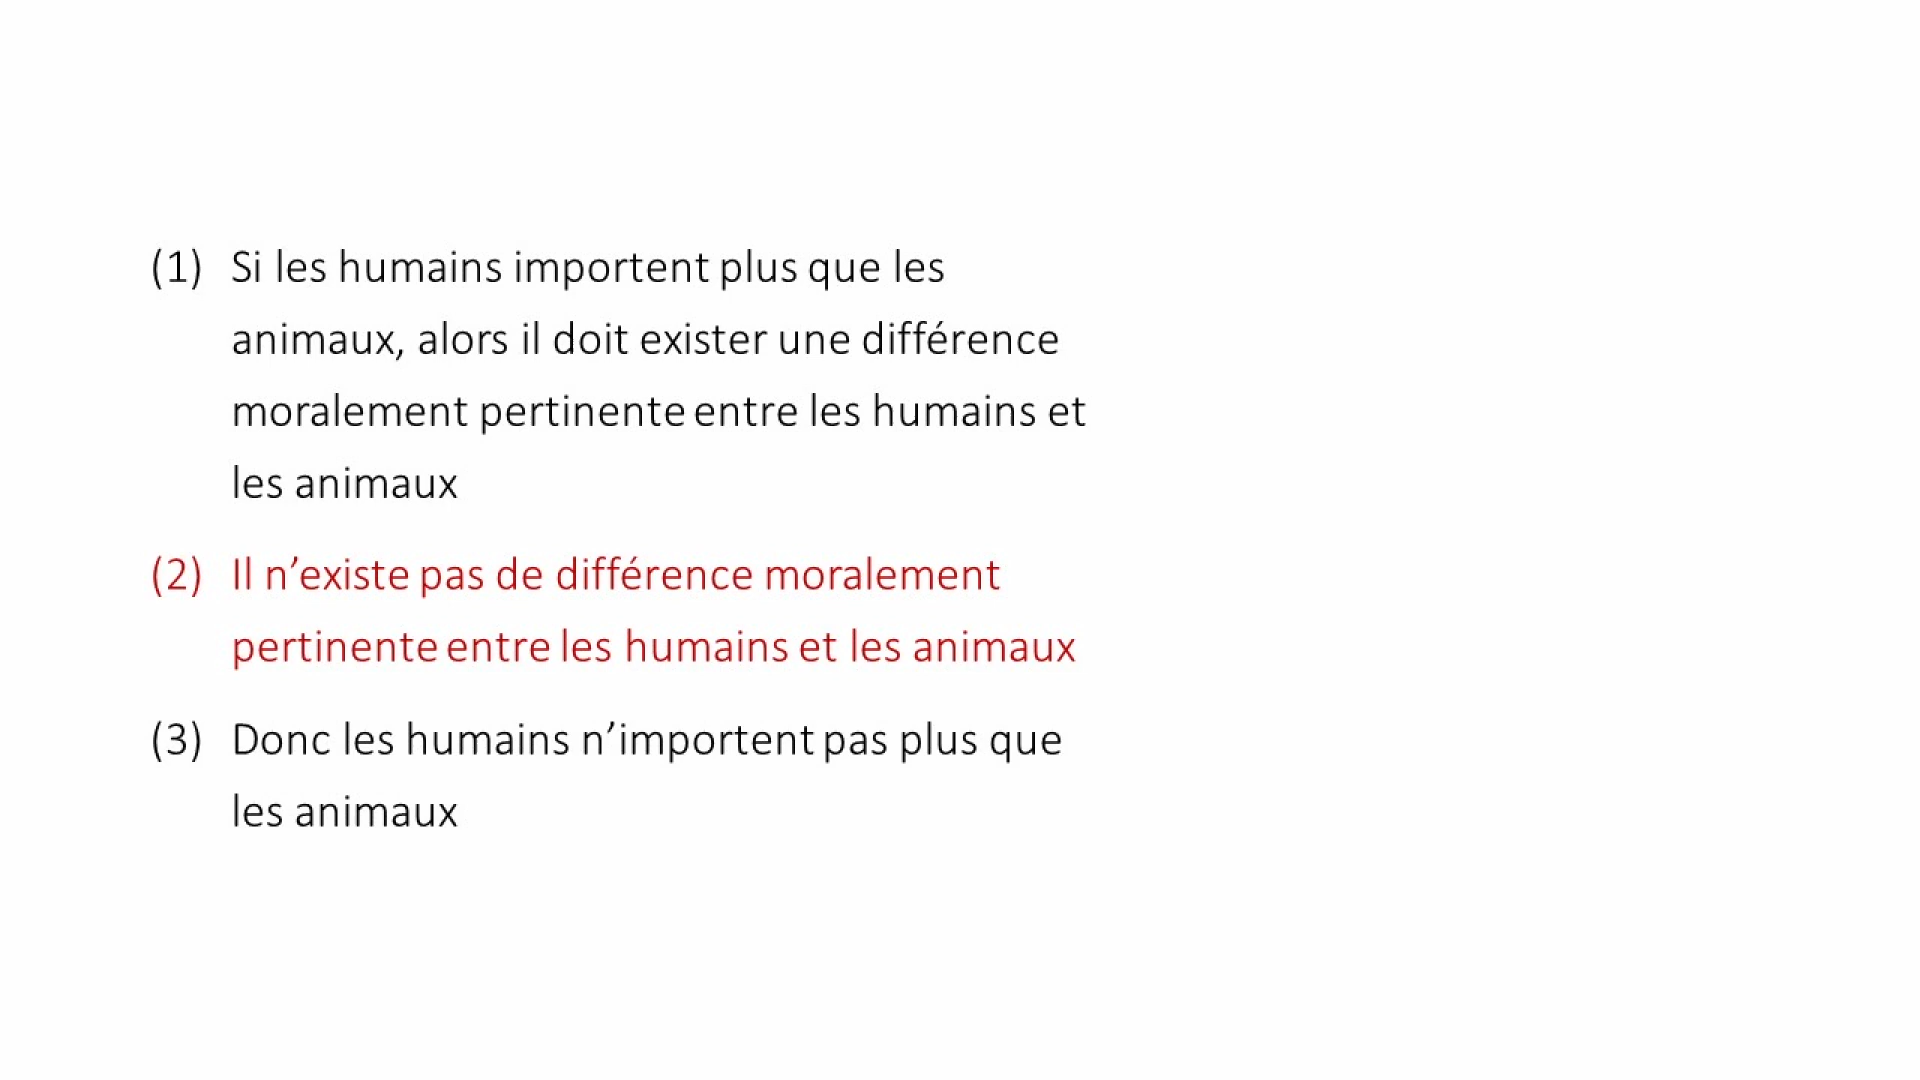 (1) Si les humains importent plus que les
animaux, alors il doit exister une différence
moralement pertinente entre les humains et
les animaux
(2) Il n’existe pas de différence moralement
pertinente entre les humains et les animaux
(3) Donc les humains n’importent pas plus que
les animaux